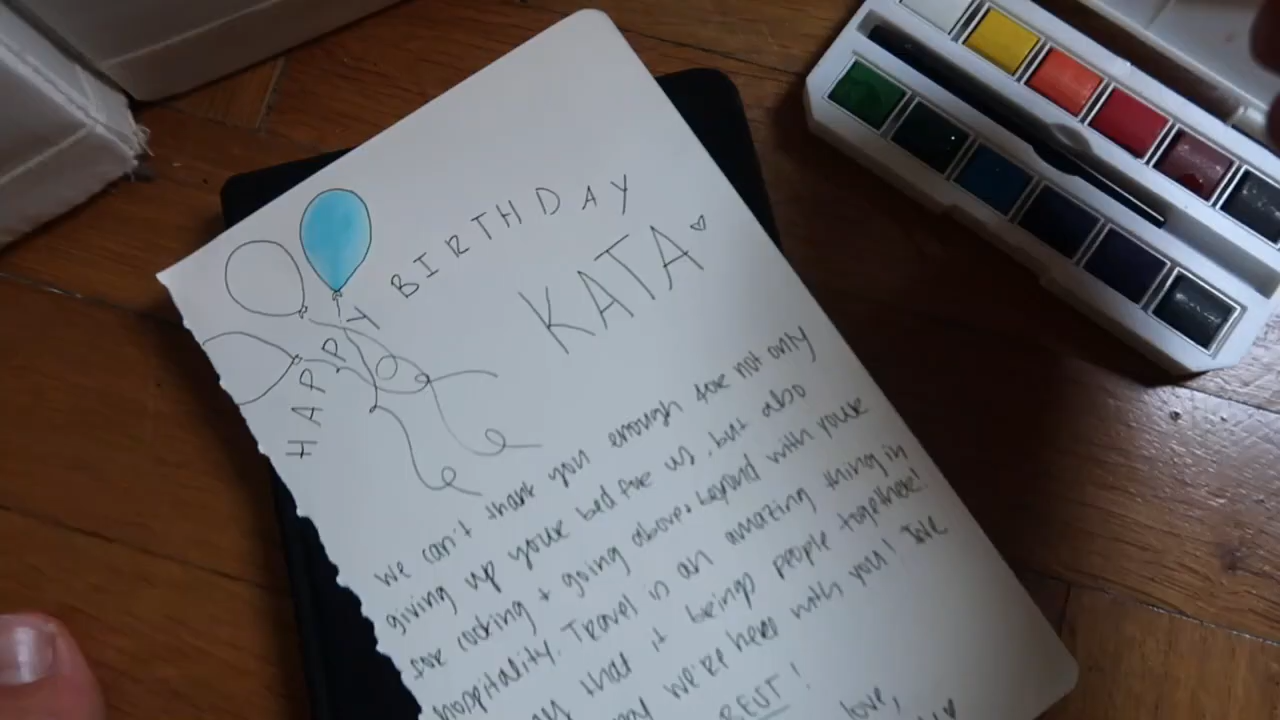 HAPPY BIRTHDAY
KATA
We can't thank you enough for not only
giving up your bed for us, but also
for cooking + going above + beyond with your
hospitality. Travel is an amazing thing in
that it brings people together!
we're here with you! We
BEST!
love,